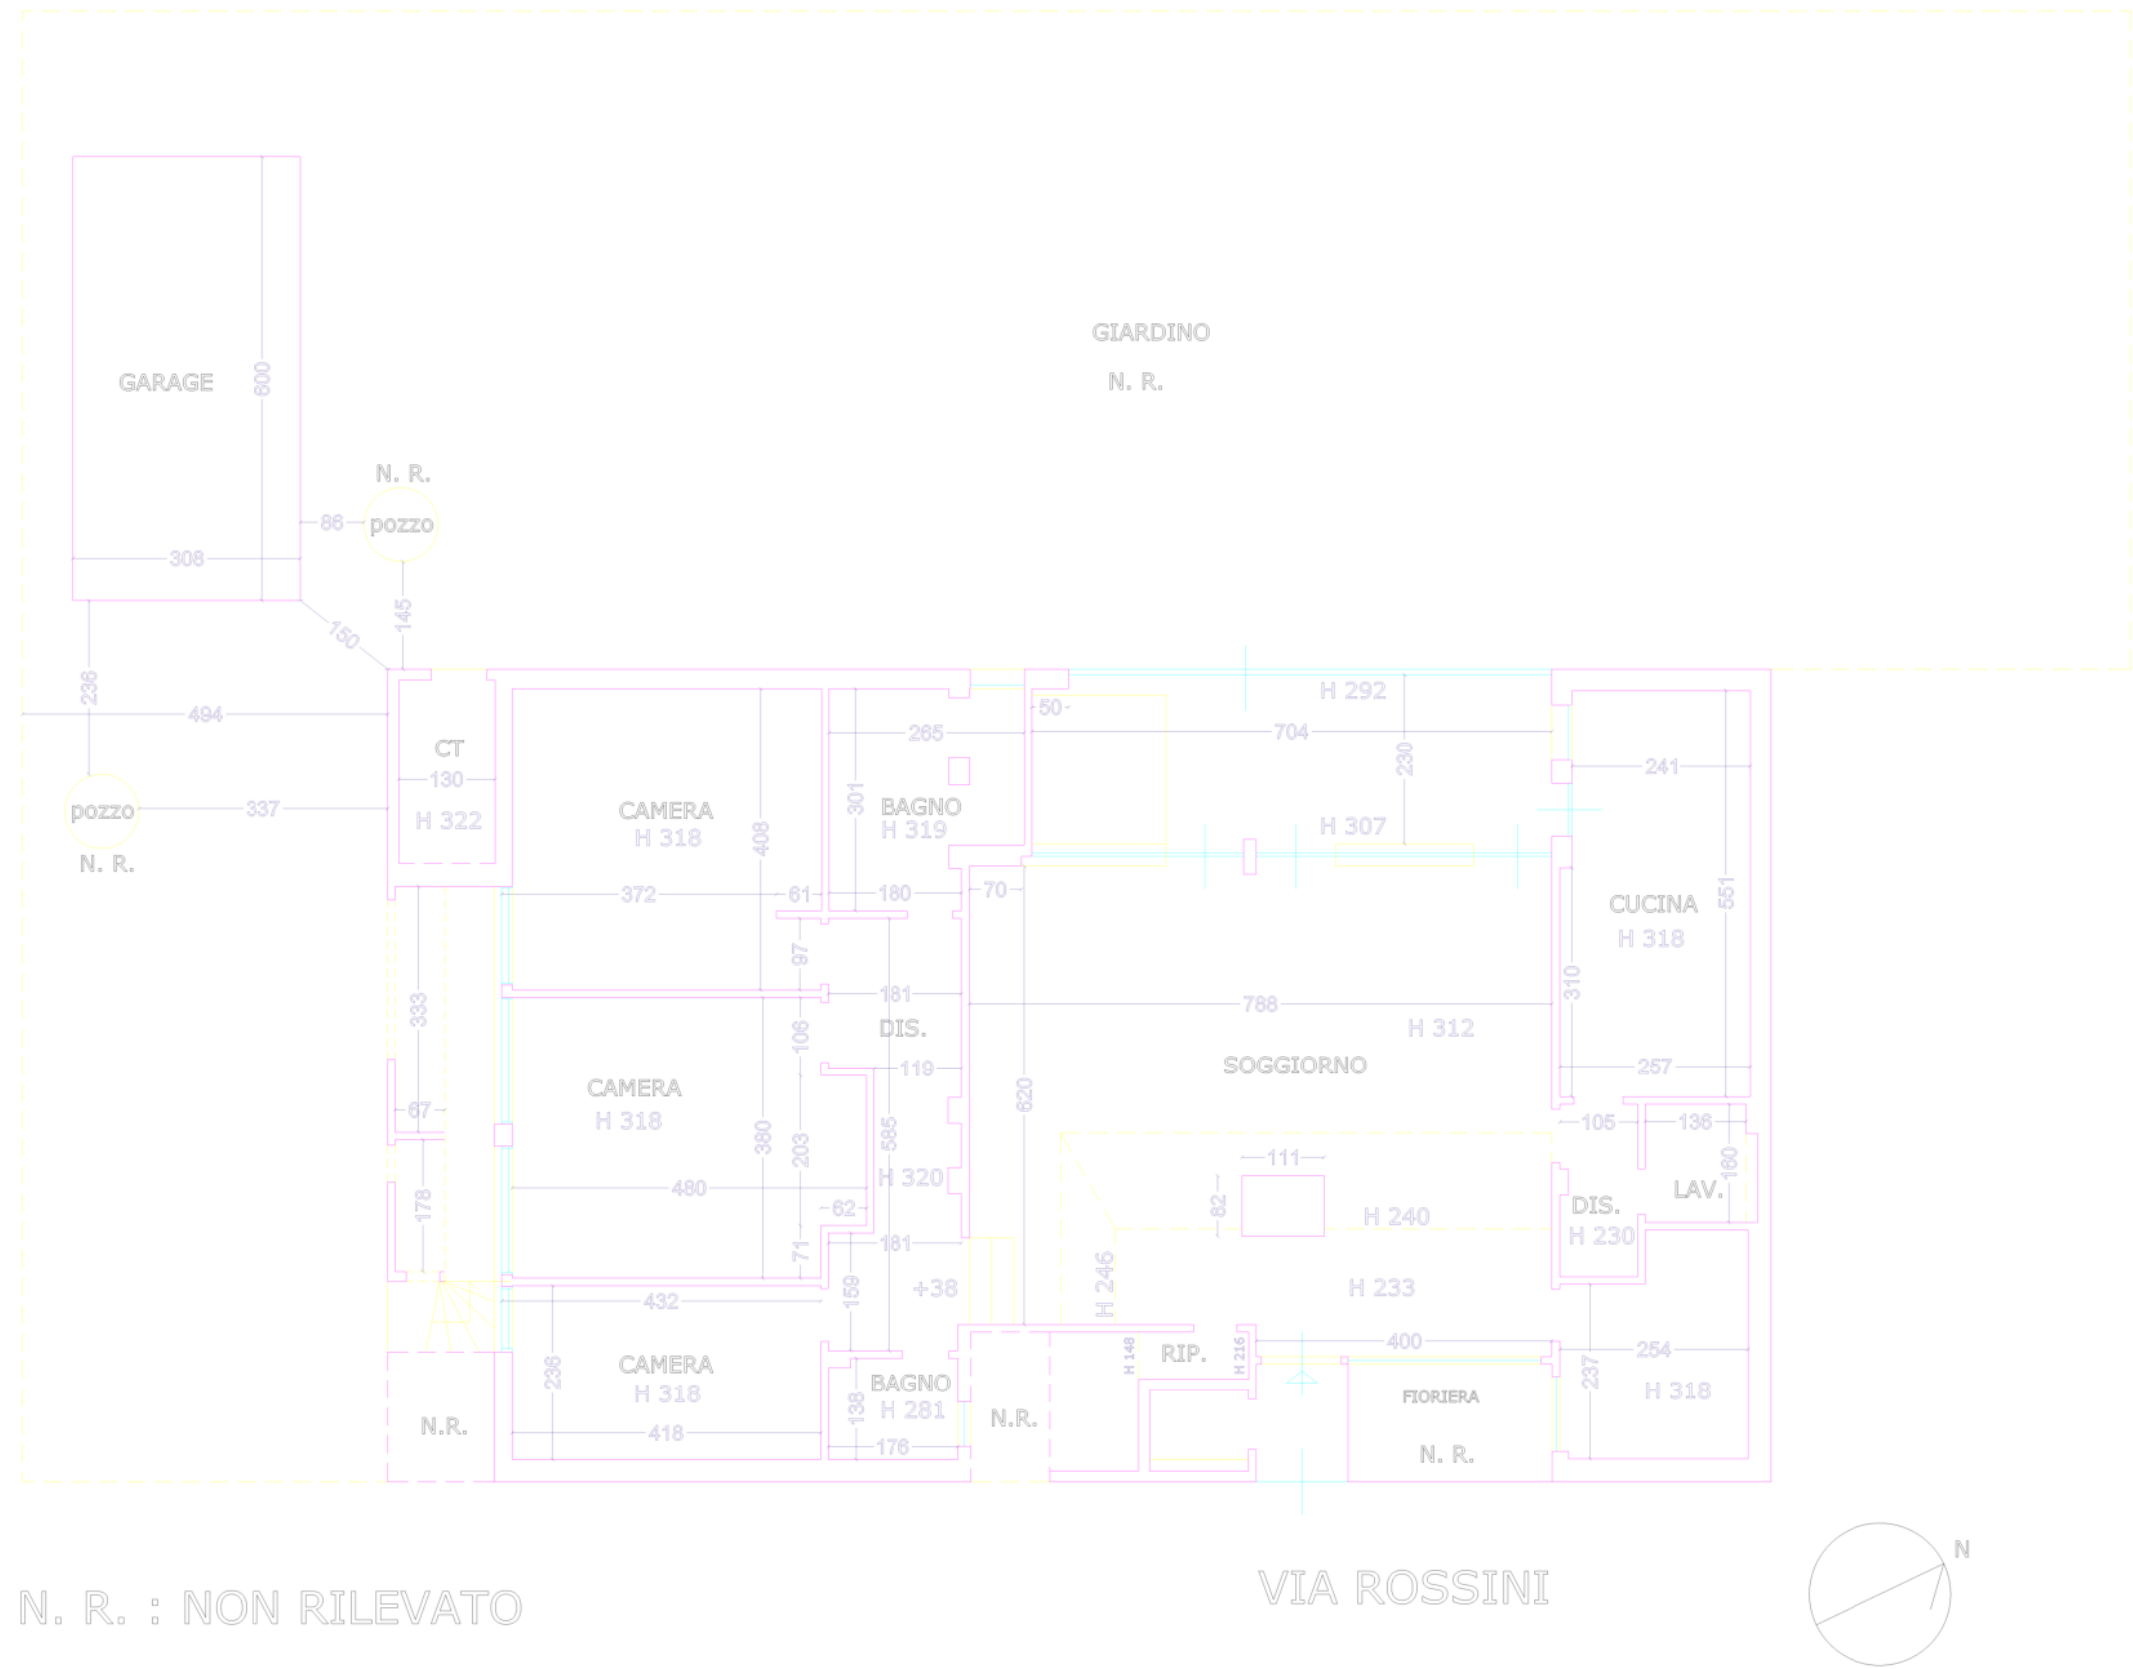 GIARDINO
N. R.
GARAGE
600
N. R.
pozzo
86
308
145
150
236
494
H 292
50
704
265
230
CT
130
241
pozzo
337
H 322
CAMERA
H 318
408
301
BAGNO
H 319
H 307
N. R.
372
61
180
70
551
CUCINA
H 318
97
310
333
181
788
106
DIS.
H 312
SOGGIORNO
119
257
CAMERA
H 318
620
67
105
136
380
203
585
111
160
H 320
480
178
82
LAV.
DIS.
62
H 240
H 230
71
181
+38
H 246
H 233
159
432
400
H 148
RIP.
H 216
254
CAMERA
H 318
236
BAGNO
H 281
237
H 318
FIORIERA
138
N.R.
N.R.
418
176
N. R.
N
VIA ROSSINI
N. R. : NON RILEVATO